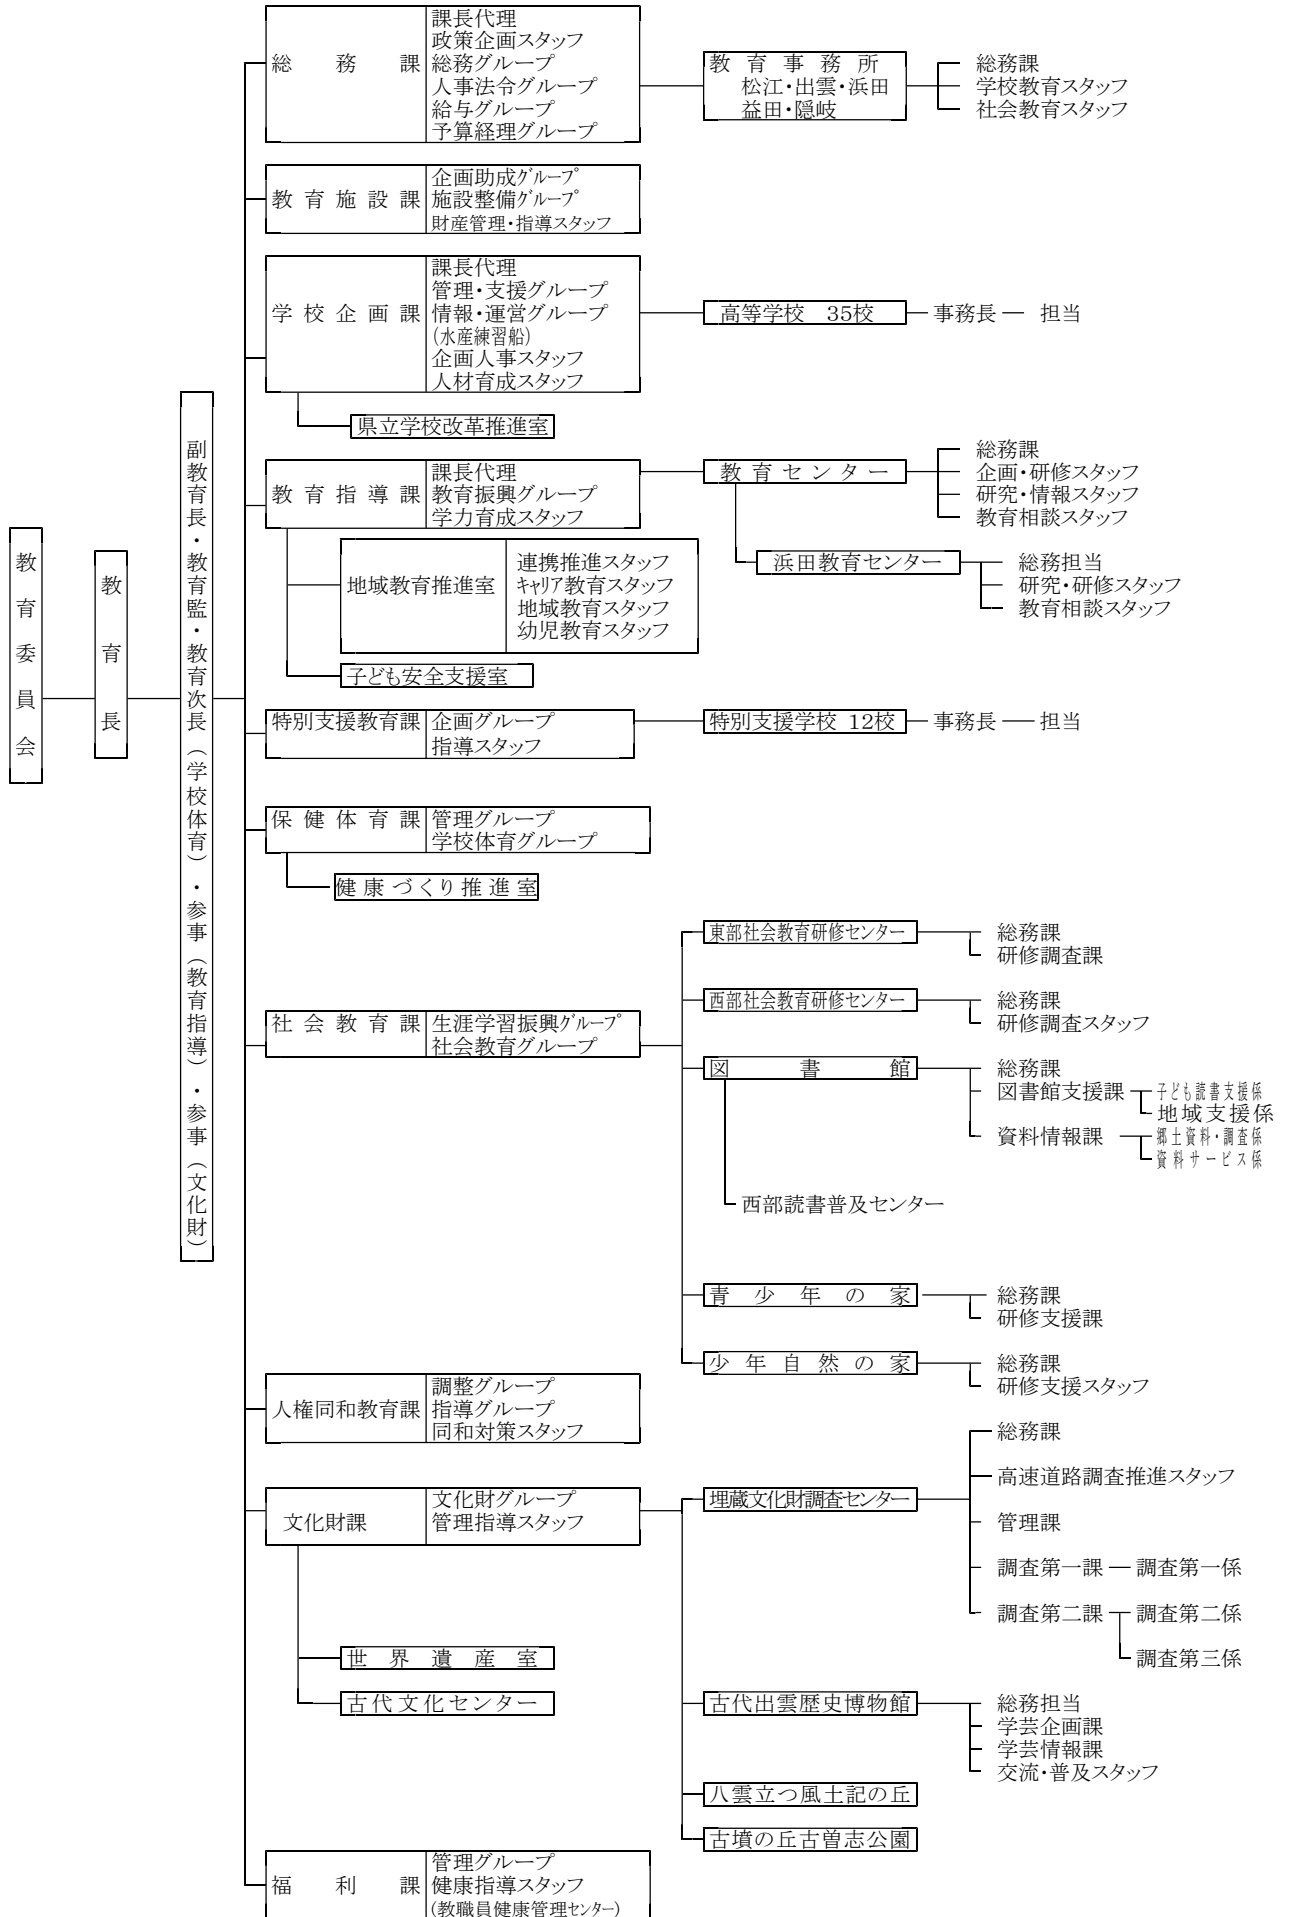 教育委員会
教育長
副教育長・教育監・教育次長(学校体育)・参事(教育指導)・参事(文化財)
総務課
課長代理
政策企画スタッフ
総務グループ
人事法令グループ
給与グループ
予算経理グループ
教育事務所
松江・出雲・浜田
益田・隠岐
総務課
学校教育スタッフ
社会教育スタッフ
教育施設課
企画助成グループ
施設整備グループ
財産管理・指導スタッフ
学校企画課
課長代理
管理・支援グループ
情報・運営グループ
(水産練習船)
企画人事スタッフ
人材育成スタッフ
高等学校 35校
事務長
担当
県立学校改革推進室
教育指導課
課長代理
教育振興グループ
学力育成スタッフ
教育センター
総務課
企画・研修スタッフ
研究・情報スタッフ
教育相談スタッフ
浜田教育センター
総務担当
研究・研修スタッフ
教育相談スタッフ
地域教育推進室
連携推進スタッフ
キャリア教育スタッフ
地域教育スタッフ
幼児教育スタッフ
子ども安全支援室
特別支援教育課
企画グループ
指導スタッフ
特別支援学校 12校
事務長
担当
保健体育課
管理グループ
学校体育グループ
健康づくり推進室
社会教育課
生涯学習振興グループ
社会教育グループ
東部社会教育研修センター
総務課
研修調査課
西部社会教育研修センター
総務課
研修調査スタッフ
図書館
総務課
図書館支援課
子ども読書支援係
地域支援係
資料情報課
郷土資料・調査係
資料サービス係
西部読書普及センター
青少年の家
総務課
研修支援課
少年自然の家
総務課
研修支援スタッフ
人権同和教育課
調整グループ
指導グループ
同和対策スタッフ
文化財課
文化財グループ
管理指導スタッフ
埋蔵文化財調査センター
総務課
高速道路調査推進スタッフ
管理課
調査第一課
調査第一係
調査第二課
調査第二係
調査第三係
世界遺産室
古代文化センター
古代出雲歴史博物館
総務担当
学芸企画課
学芸情報課
交流・普及スタッフ
八雲立つ風土記の丘
古墳の丘古曽志公園
福利課
管理グループ
健康指導スタッフ
(教職員健康管理センター)